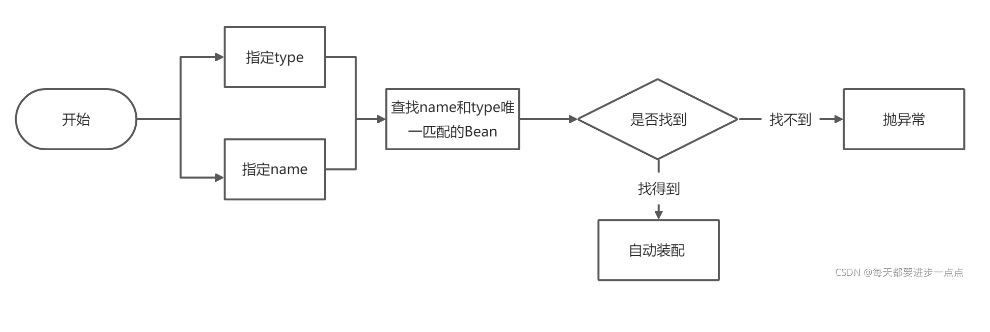 开始
指定type
指定name
查找name和type唯
一匹配的Bean
是否找到
找不到
抛异常
找得到
自动装配
CSDN @每天都要进步一点点